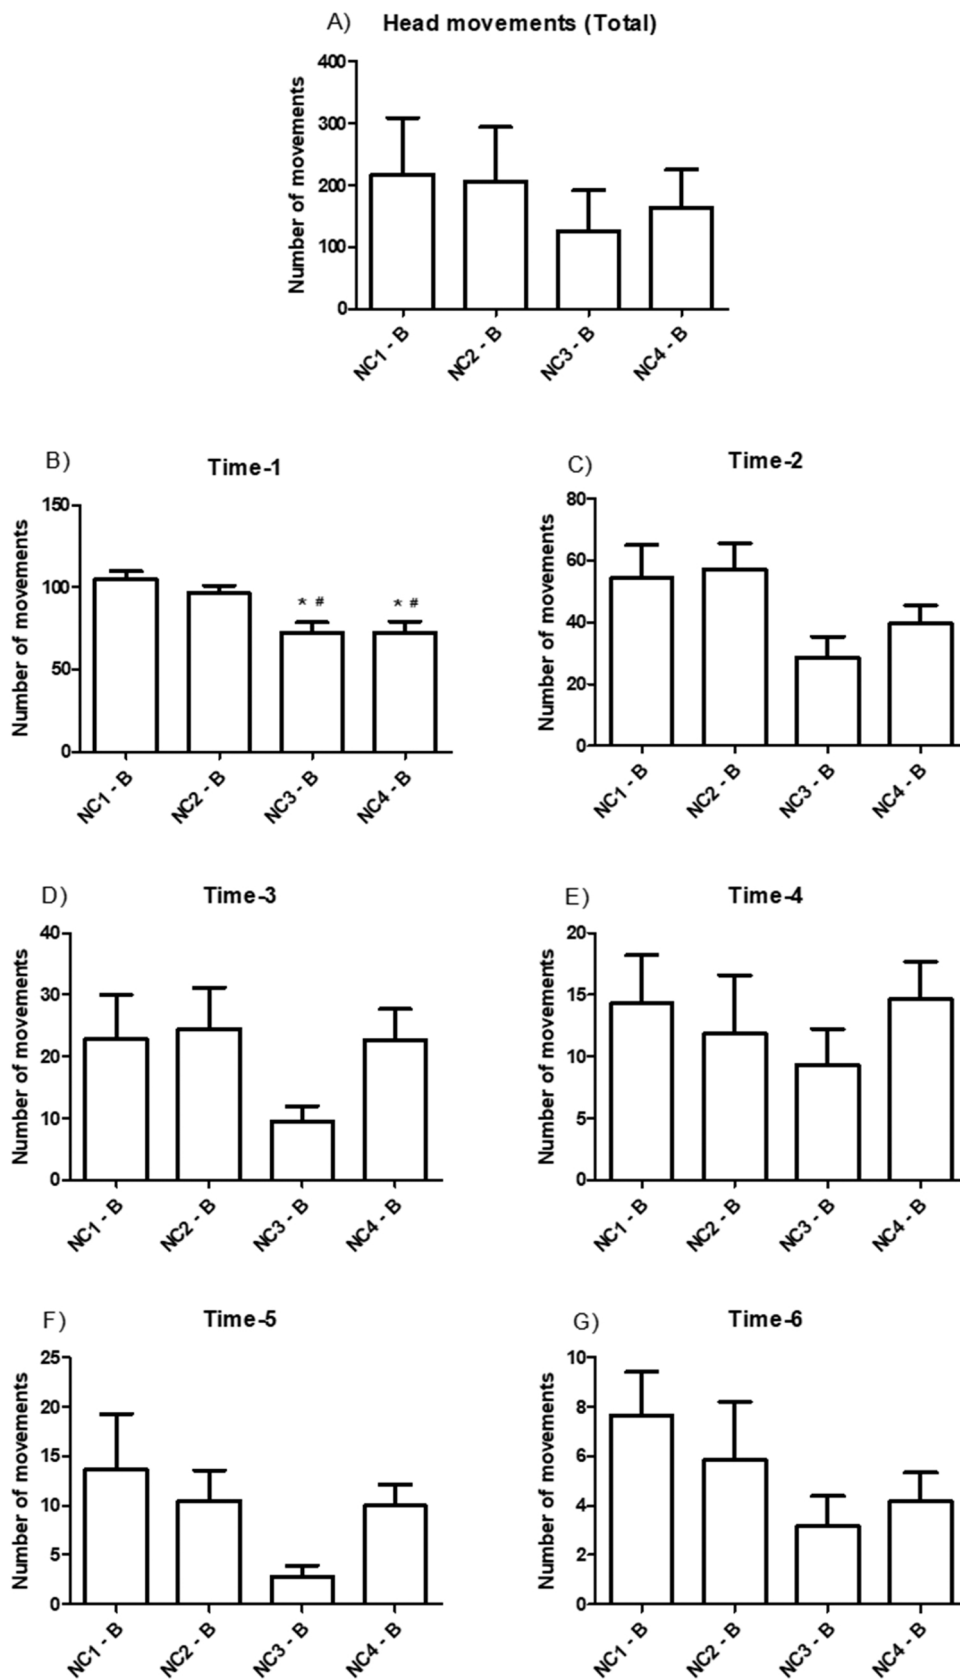 A) Head movements (Total)
Number of movements
400
300
200
100
0
NC1 - B
NC2 - B
NC3 - B
NC4 - B
B) Time-1
Number of movements
150
100
50
0
* #
* #
NC1 - B
NC2 - B
NC3 - B
NC4 - B
C) Time-2
Number of movements
80
60
40
20
0
NC1 - B
NC2 - B
NC3 - B
NC4 - B
D) Time-3
Number of movements
40
30
20
10
0
NC1 - B
NC2 - B
NC3 - B
NC4 - B
E) Time-4
Number of movements
20
15
10
5
0
NC1 - B
NC2 - B
NC3 - B
NC4 - B
F) Time-5
Number of movements
25
20
15
10
5
0
NC1 - B
NC2 - B
NC3 - B
NC4 - B
G) Time-6
Number of movements
10
8
6
4
2
0
NC1 - B
NC2 - B
NC3 - B
NC4 - B